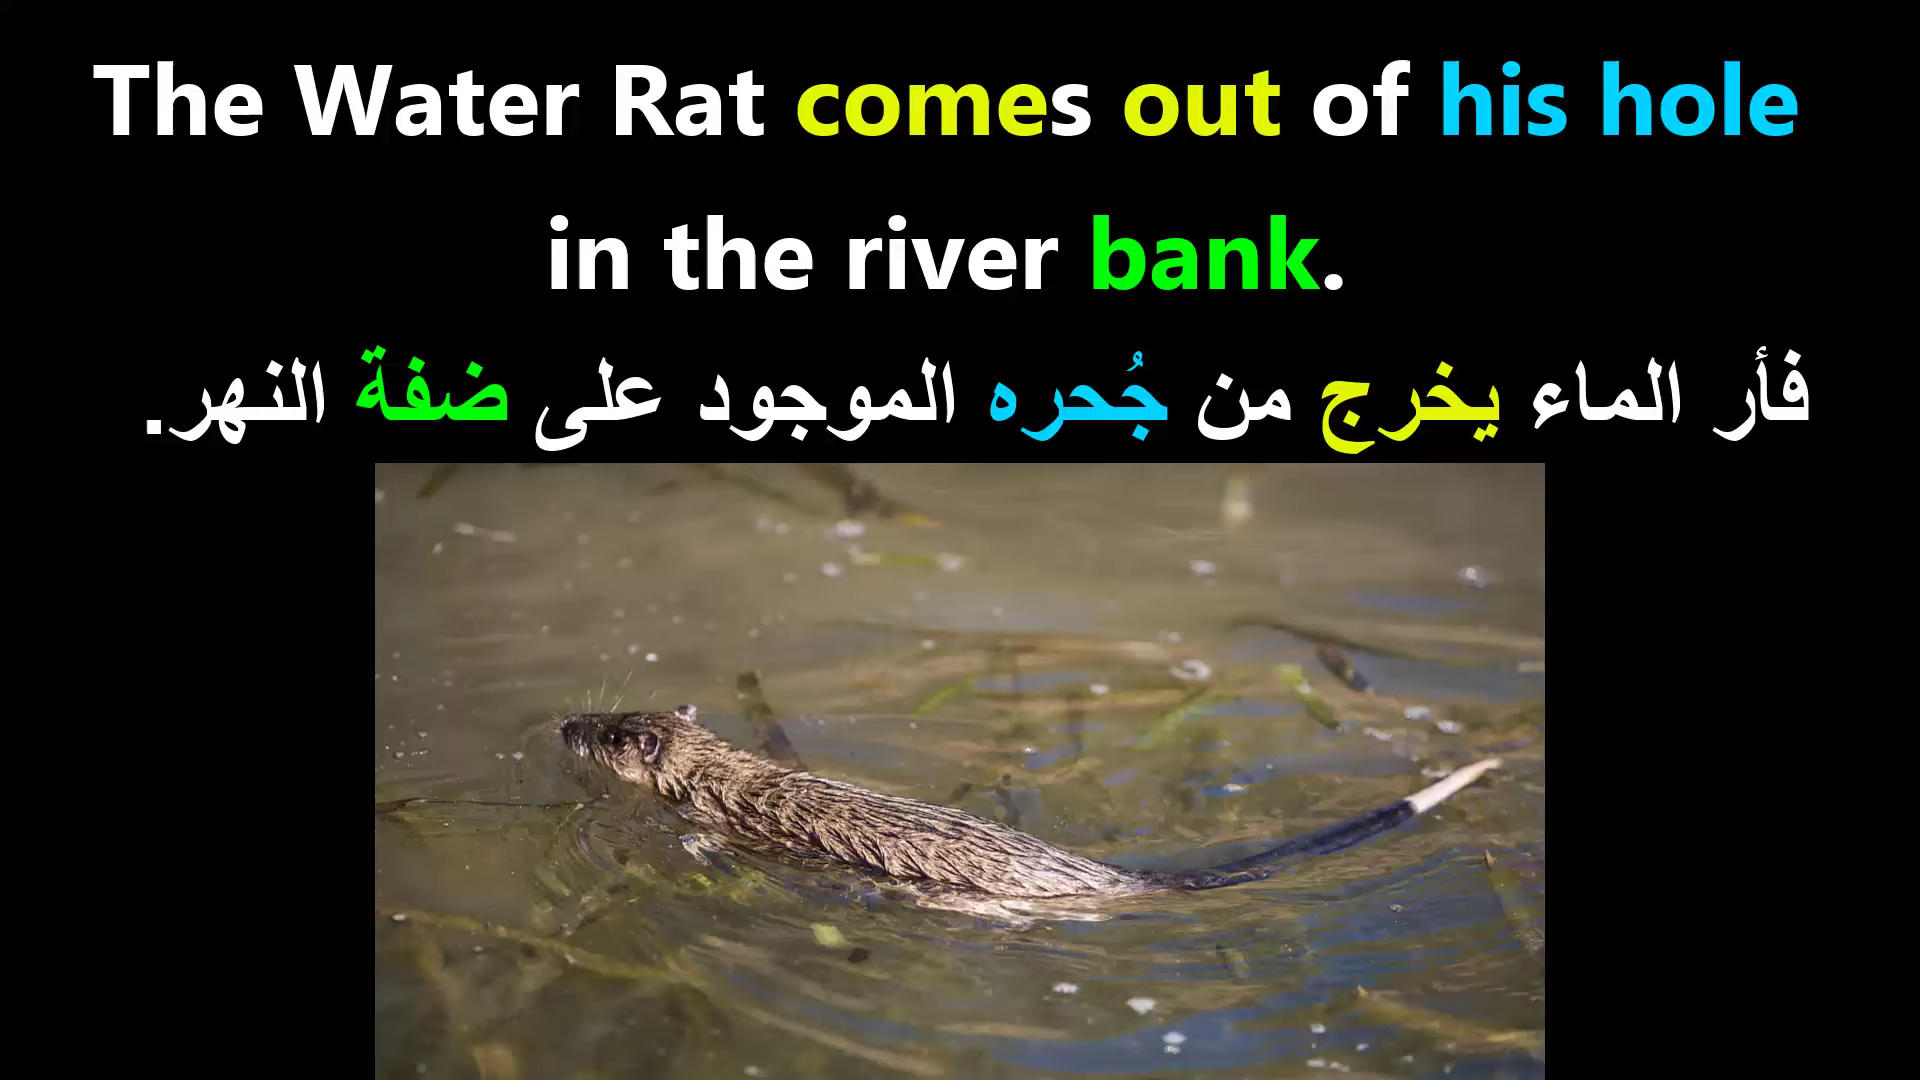 The Water Rat comes out of his hole
in the river bank.
فأر الماء يخرج من جُحره الموجود على ضفة النهر.